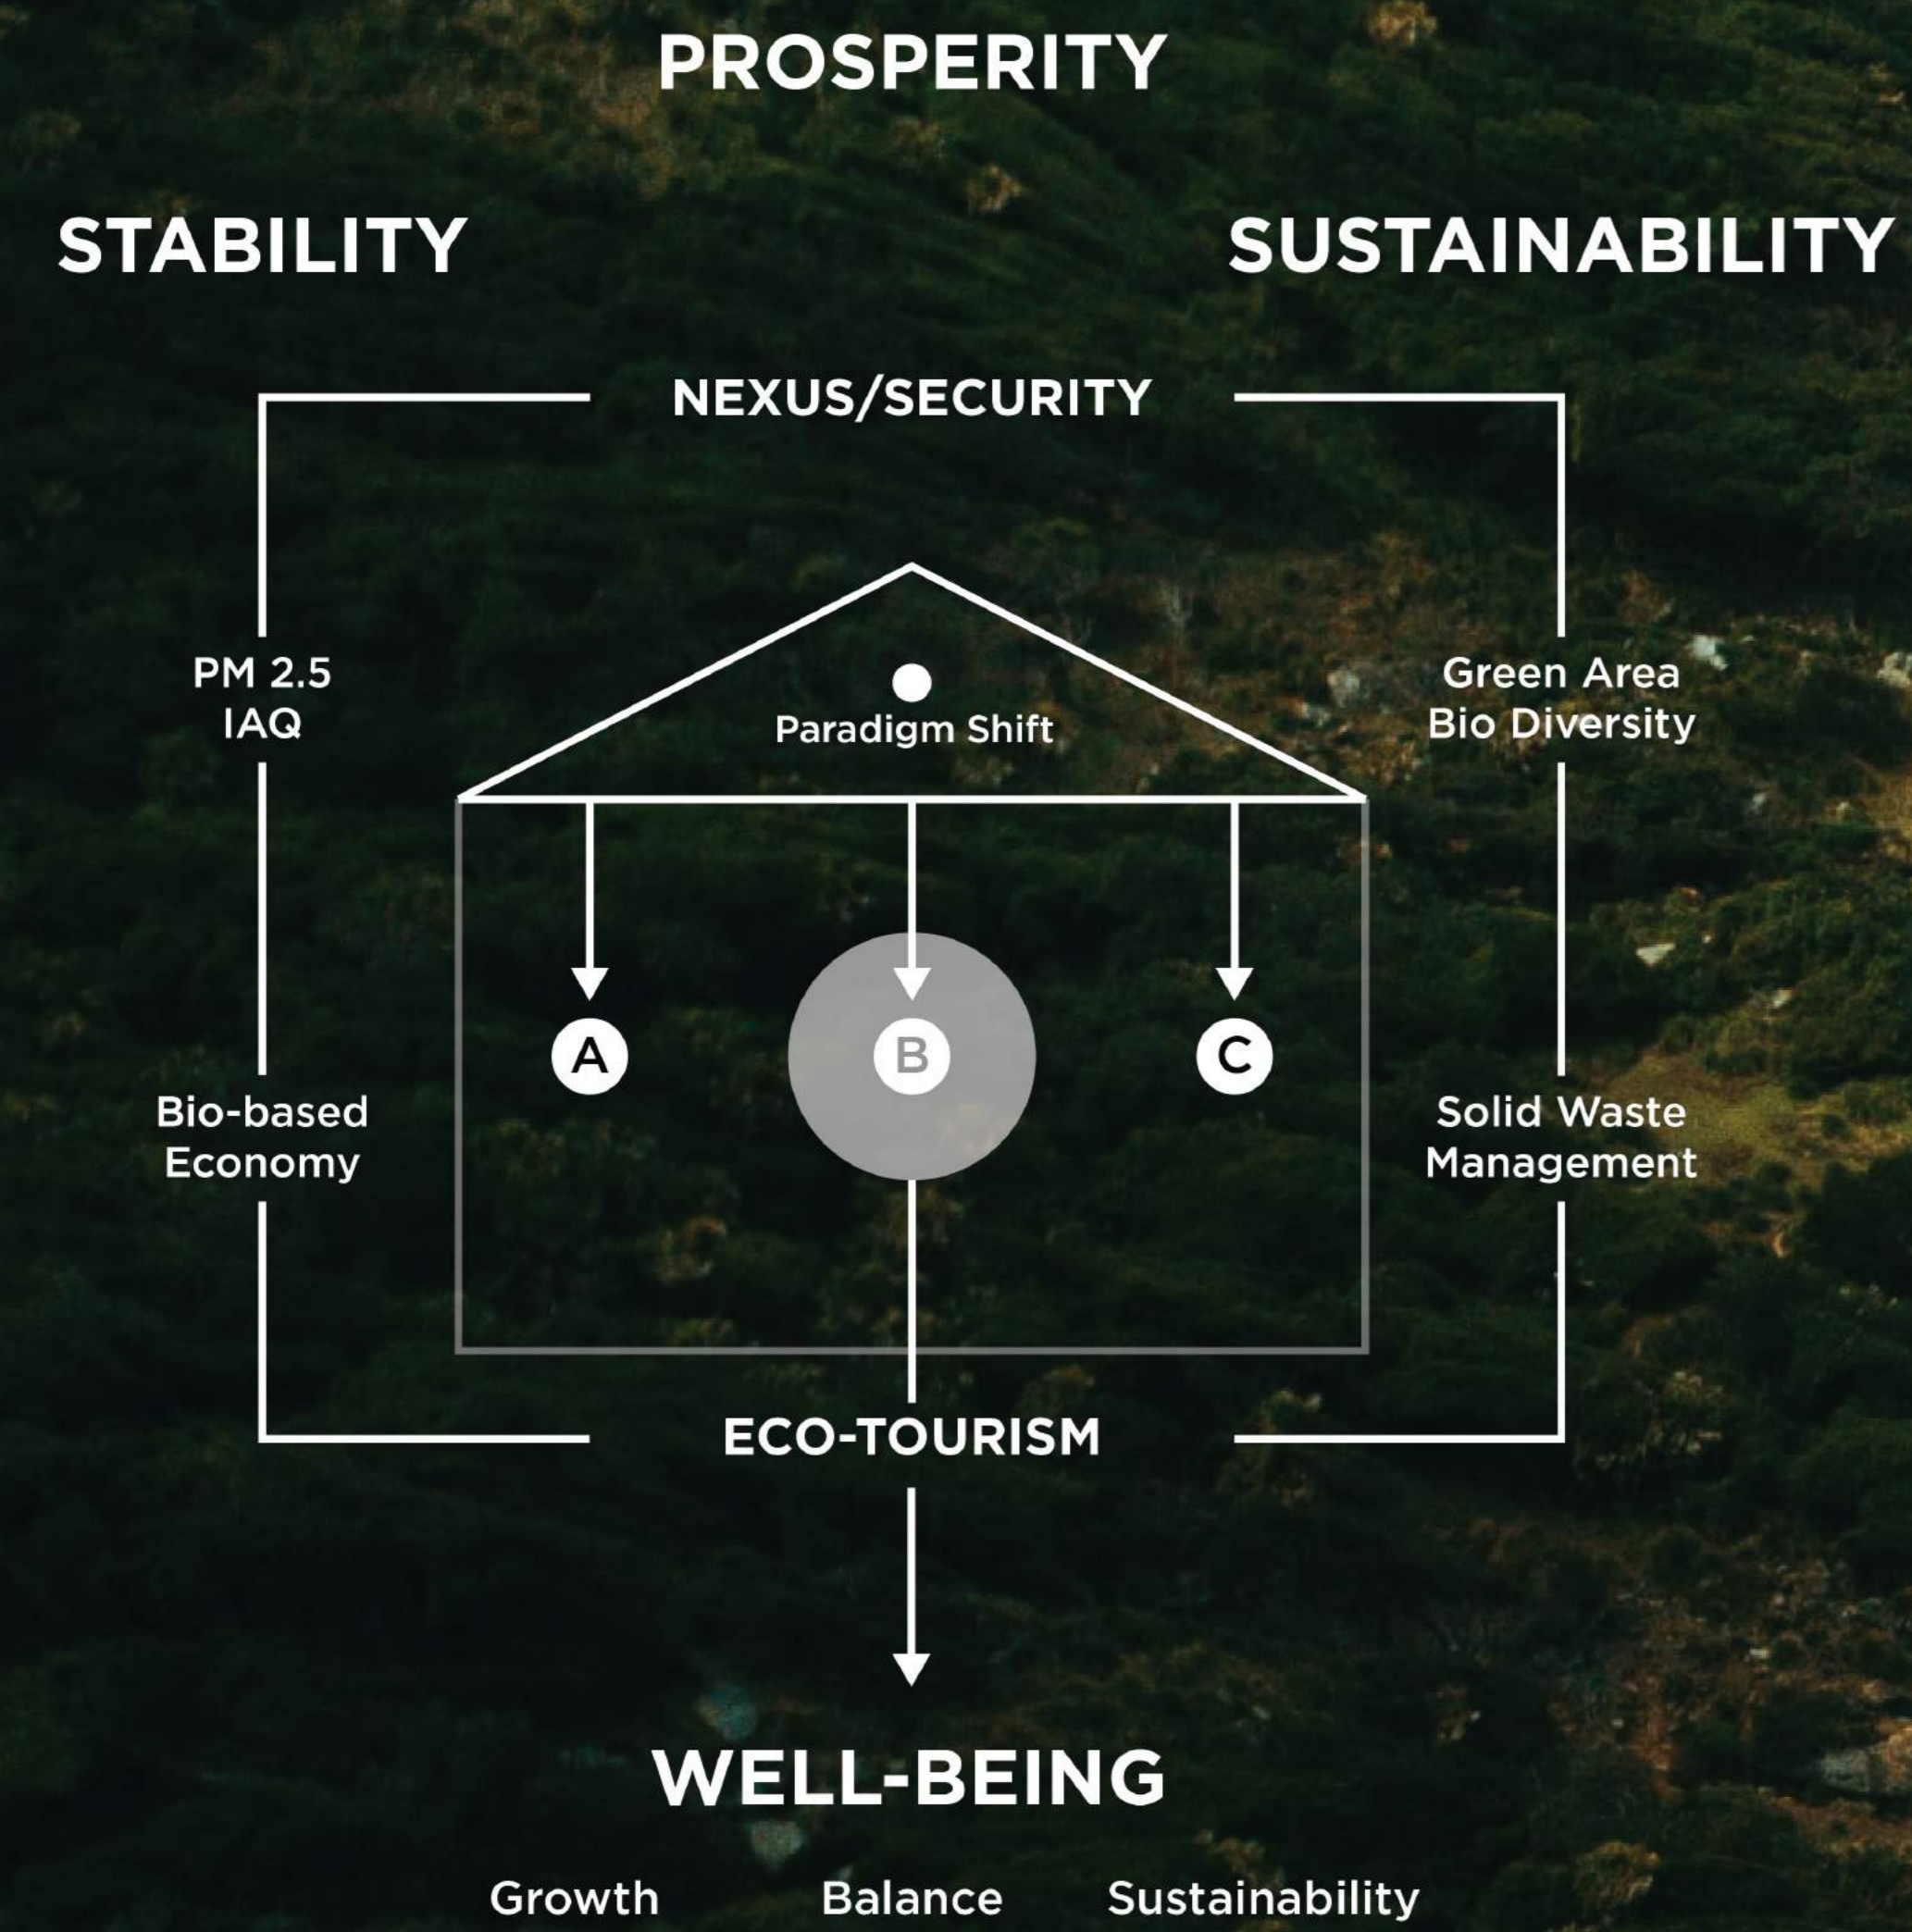 PROSPERITY
STABILITY
SUSTAINABILITY
NEXUS/SECURITY
PM 2.5
IAQ
Green Area
Bio Diversity
Paradigm Shift
A
B
C
Bio-based
Economy
Solid Waste
Management
ECO-TOURISM
WELL-BEING
Growth
Balance
Sustainability